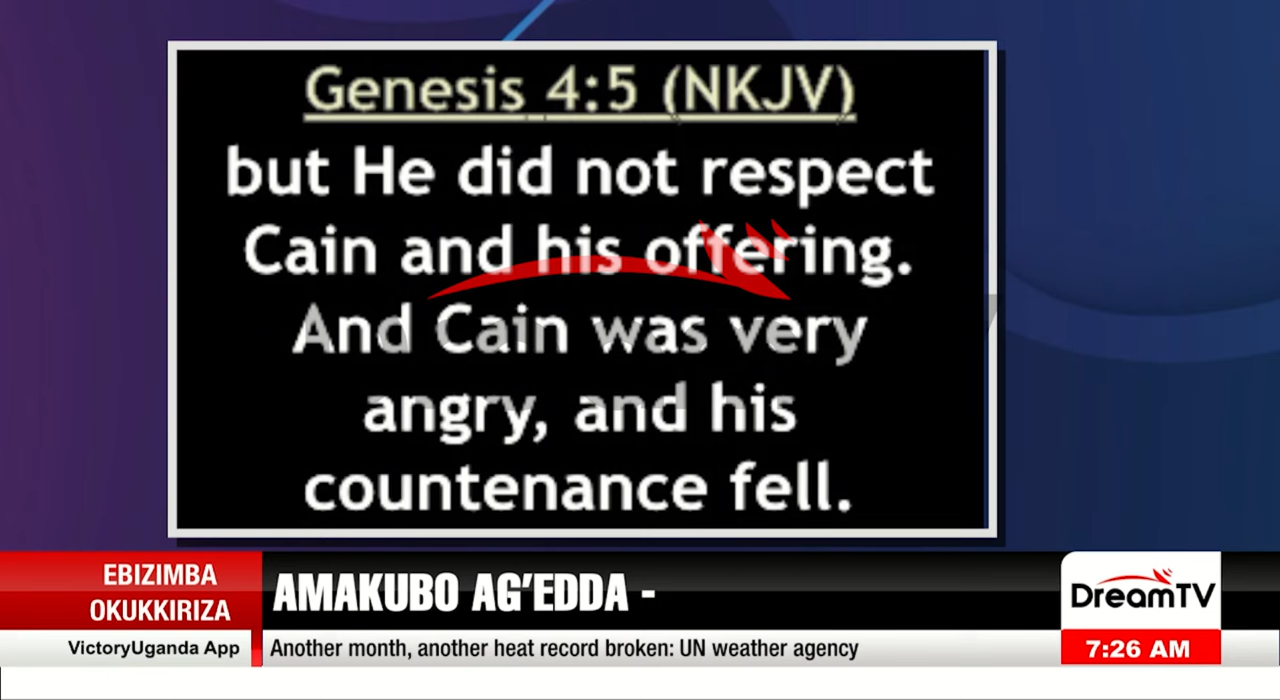 Genesis 4:5 (NKJV)
but He did not respect
Cain and his offering.
And Cain was very
angry, and his
countenance fell.
EBIZIMBA
OKUKKIRIZA
AMAKUBO AG'EDDA -
DreamTV
VictoryUganda App
Another month, another heat record broken: UN weather agency
7:26 AM